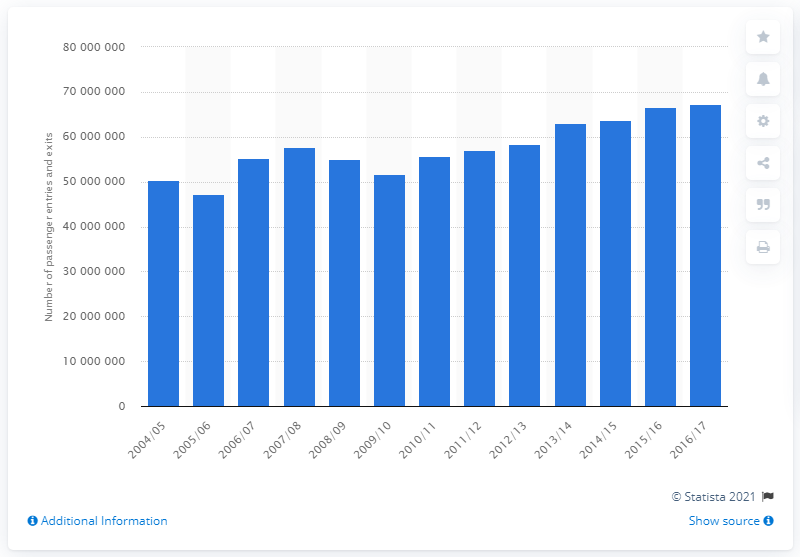 80 000 000
70 000 000
60 000 000
50 000 000
40 000 000
30 000 000
20 000 000
10 000 000
0
Number of passenger entries and exits
2004/05
2005/06
2006/07
2007/08
2008/09
2009/10
2010/11
2011/12
2012/13
2013/14
2014/15
2015/16
2016/17
© Statista 2021
Additional Information
Show source